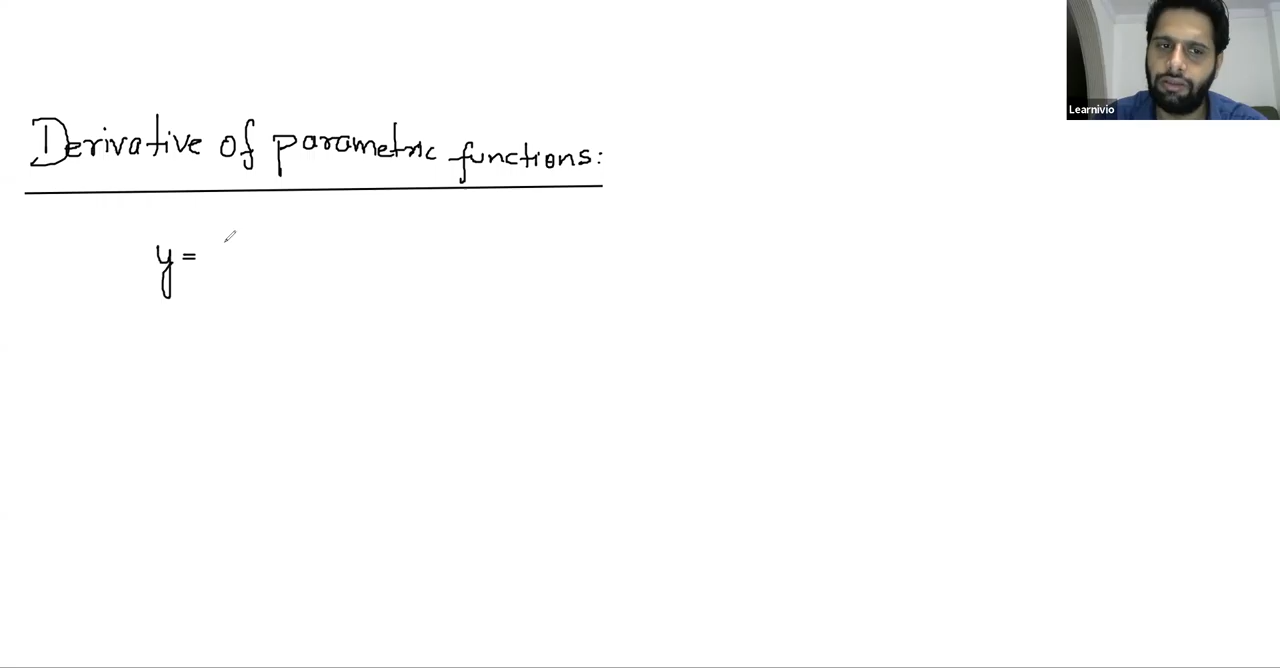 Learnivio
Derivative of parametric functions:
y =